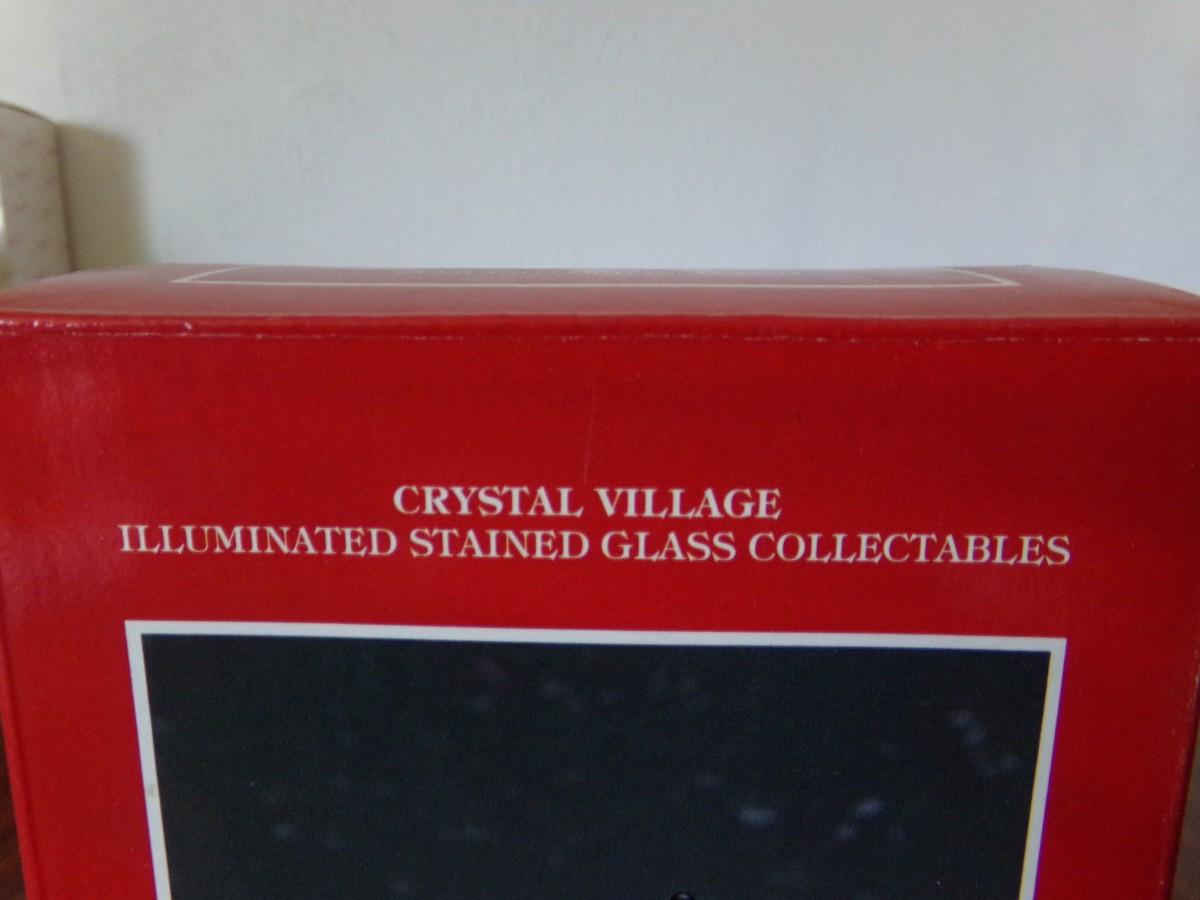 CRYSTAL VILLAGE
ILLUMINATED STAINED GLASS COLLECTABLES